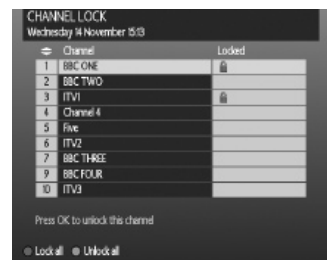 CHANNEL LOCK
Wednesday 14 November 15:13
Channel Locked
1 BBC ONE
2 BBC TWO
3 ITV1
4 Channel 4
5 Five
6 ITV2
7 BBC THREE
9 BBC FOUR
10 ITV3
Press OK to unlock this channel
Lock all Unlock all